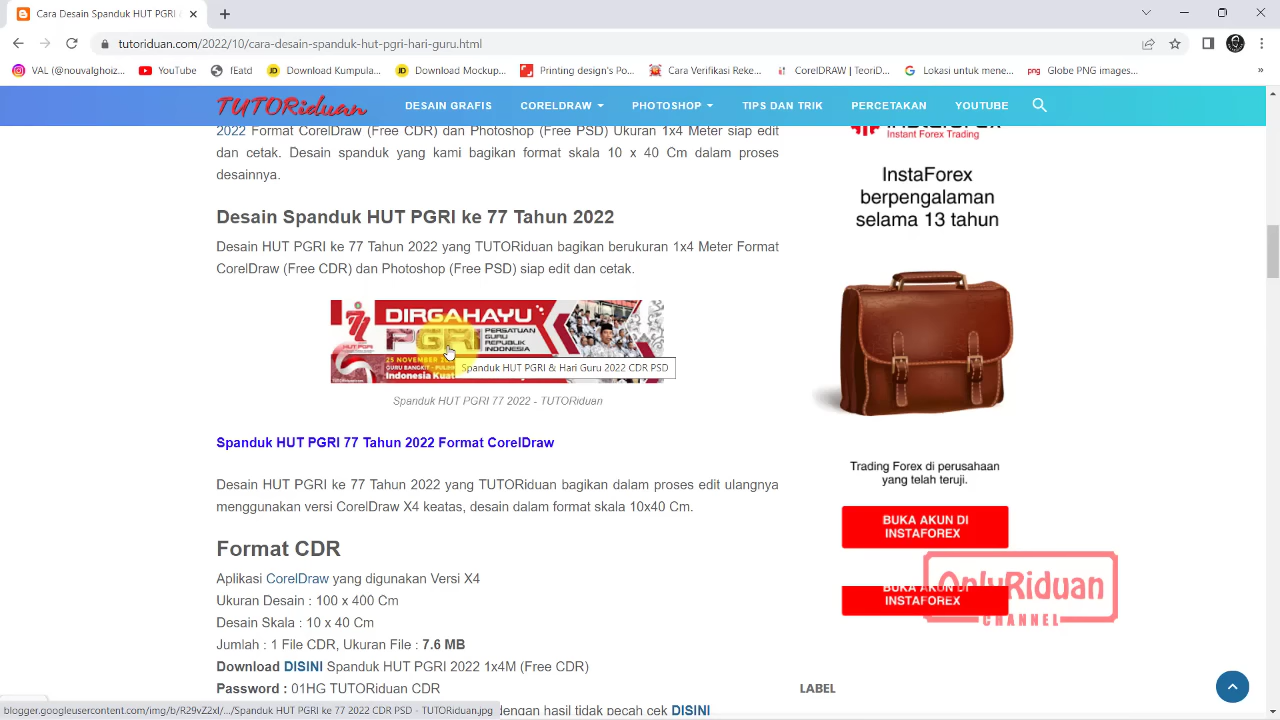 Cara Desain Spanduk HUT PGRI
tutoriduan.com/2022/10/cara-desain-spanduk-hut-pgri-hari-guru.html
VAL (@nouvalghoiz... YouTube fEatd Download Kumpula... Download Mockup... Printing design's Po... Cara Verifikasi Reke... CorelDRAW | TeoriD... Lokasi untuk mene... Globe PNG images... »
TUTORiduan DESAIN GRAFIS CORELDRAW PHOTOSHOP TIPS DAN TRIK PERCETAKAN YOUTUBE
2022 Format CorelDraw (Free CDR) dan Photoshop (Free PSD) Ukuran 1x4 Meter siap edit
dan cetak. Desain spanduk yang kami bagikan format skala 10 x 40 Cm dalam proses
desainnya.
Desain Spanduk HUT PGRI ke 77 Tahun 2022
Desain HUT PGRI ke 77 Tahun 2022 yang TUTORiduan bagikan berukuran 1x4 Meter Format
CorelDraw (Free CDR) dan Photoshop (Free PSD) siap edit dan cetak.
DIRGAHAYU
PGRI
PERSATUAN
GURU
REPUBLIK
INDONESIA
HUT PGRI
25 NOVEMBER
GURU BANGKIT - 
Indonesia Kuat
Spanduk HUT PGRI & Hari Guru 2022 CDR PSD
Spanduk HUT PGRI 77 2022 - TUTORiduan
Spanduk HUT PGRI 77 Tahun 2022 Format CorelDraw
Desain HUT PGRI ke 77 Tahun 2022 yang TUTORiduan bagikan dalam proses edit ulangnya
menggunakan versi CorelDraw X4 keatas, desain dalam format skala 10x40 Cm.
Format CDR
Aplikasi CorelDraw yang digunakan Versi X4
Ukuran Desain : 100 x 400 Cm
Desain Skala : 10 x 40 Cm
Jumlah : 1 File CDR, Ukuran File : 7.6 MB
Download DISINI Spanduk HUT PGRI 2022 1x4M (Free CDR)
Password : 01HG TUTORiduan CDR
dengan hasil tidak pecah cek DISINI
blogger.googleusercontent.com/img/b/R29vZ2xl/.../Spanduk HUT PGRI ke 77 2022 CDR PSD - TUTORiduan.jpg
Instant Forex Trading
InstaForex
berpengalaman
selama 13 tahun
Trading Forex di perusahaan
yang telah teruji.
BUKA AKUN DI
INSTAFOREX
BUKA AKUN DI
INSTAFOREX
OnlyRiduan
CHANNEL
LABEL